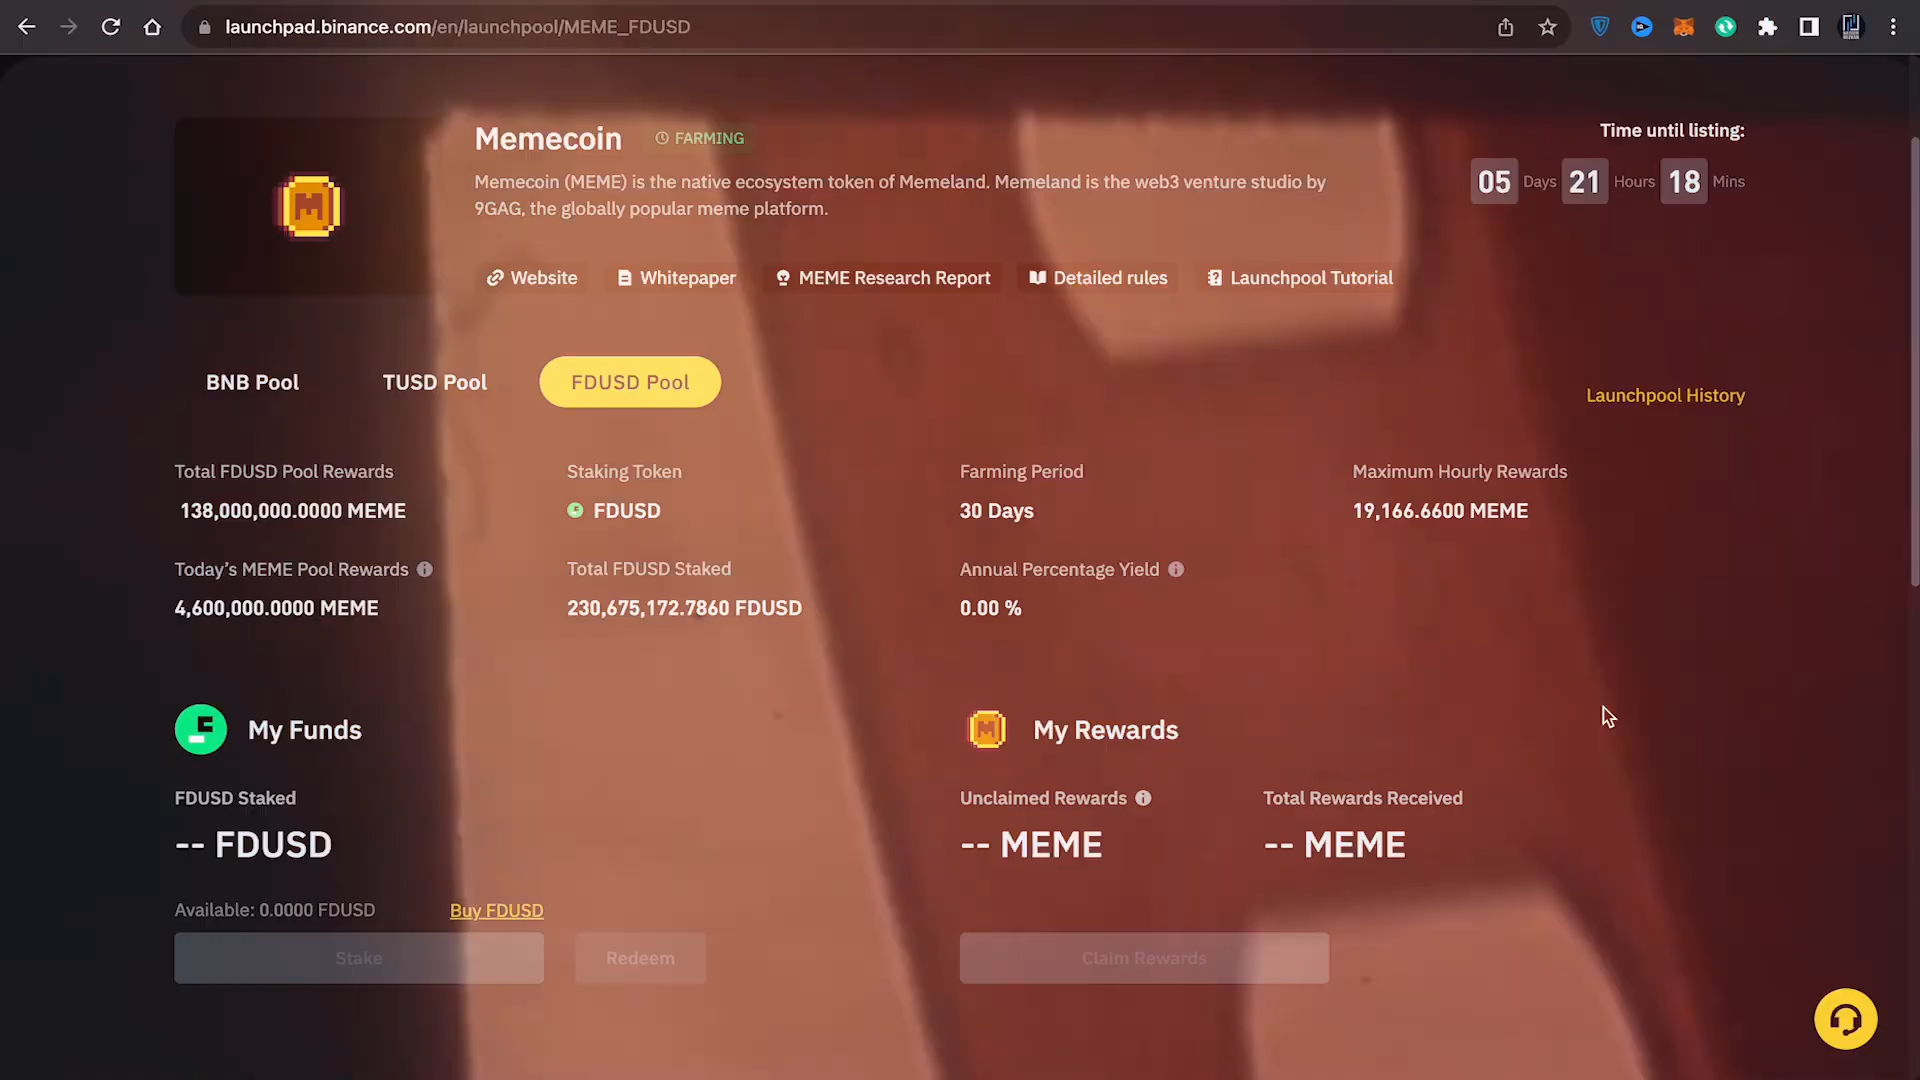 launchpad.binance.com/en/launchpool/MEME_FDUSD
Memecoin FARMING
Time until listing:
Memecoin (MEME) is the native ecosystem token of Memeland. Memeland is the web3 venture studio by
9GAG, the globally popular meme platform.
05 Days 21 Hours 18 Mins
Website Whitepaper MEME Research Report Detailed rules Launchpool Tutorial
BNB Pool TUSD Pool FDUSD Pool
Launchpool History
Total FDUSD Pool Rewards Staking Token Farming Period Maximum Hourly Rewards
138,000,000.0000 MEME FDUSD 30 Days 19,166.6600 MEME
Today's MEME Pool Rewards Total FDUSD Staked Annual Percentage Yield
4,600,000.0000 MEME 230,675,172.7860 FDUSD 0.00 %
My Funds My Rewards
FDUSD Staked Unclaimed Rewards Total Rewards Received
-- FDUSD -- MEME -- MEME
Available: 0.0000 FDUSD Buy FDUSD
Stake Redeem Claim Rewards